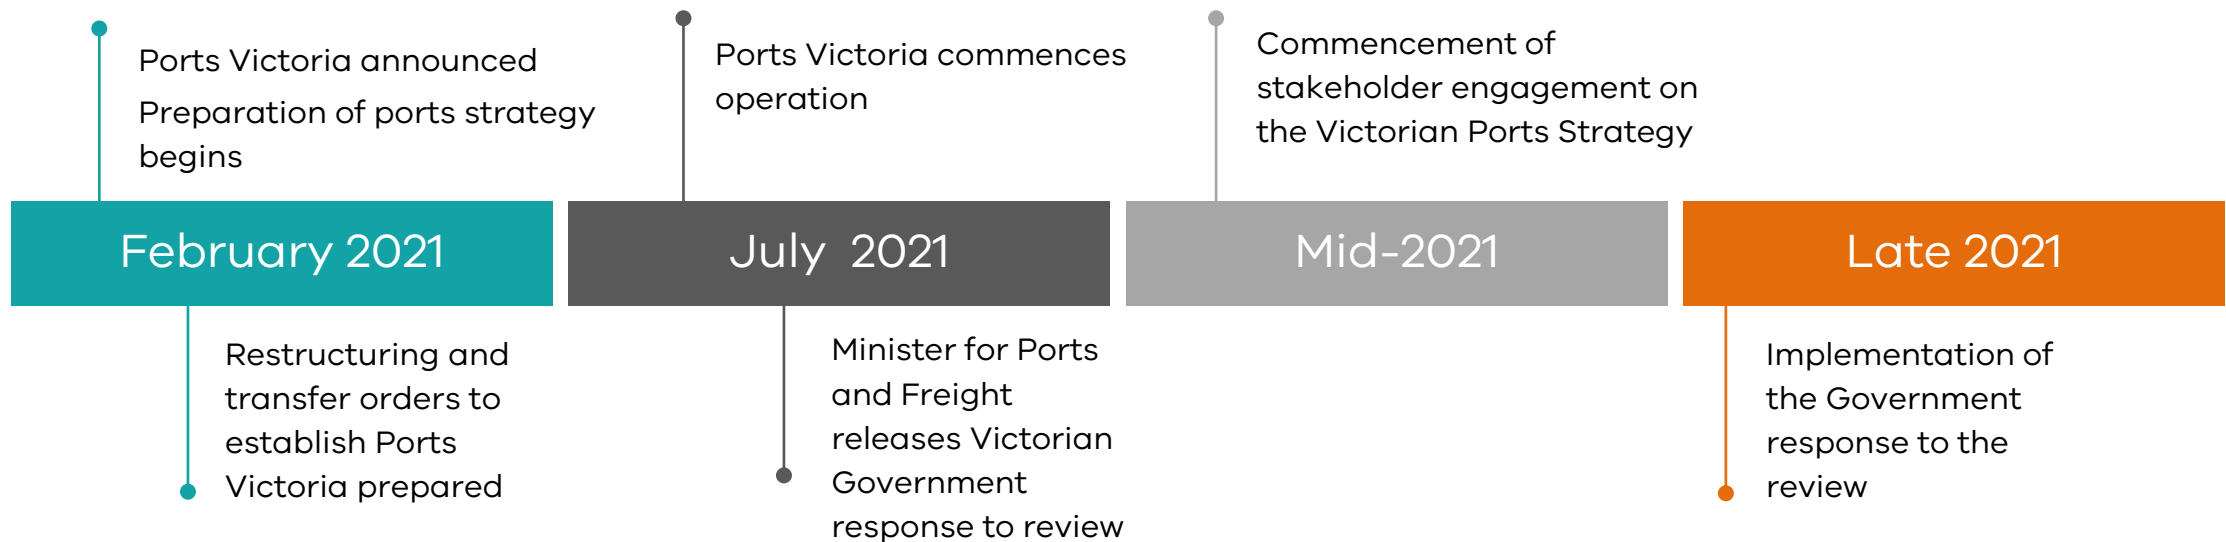 Ports Victoria announced
Preparation of ports strategy
begins
Ports Victoria commences
operation
Commencement of
stakeholder engagement on
the Victorian Ports Strategy
February 2021
July  2021
Mid-2021
Late 2021
Restructuring and
transfer orders to
establish Ports
Victoria prepared
Minister for Ports
and Freight
releases Victorian
Government
response to review
Implementation of
the Government
response to the
review